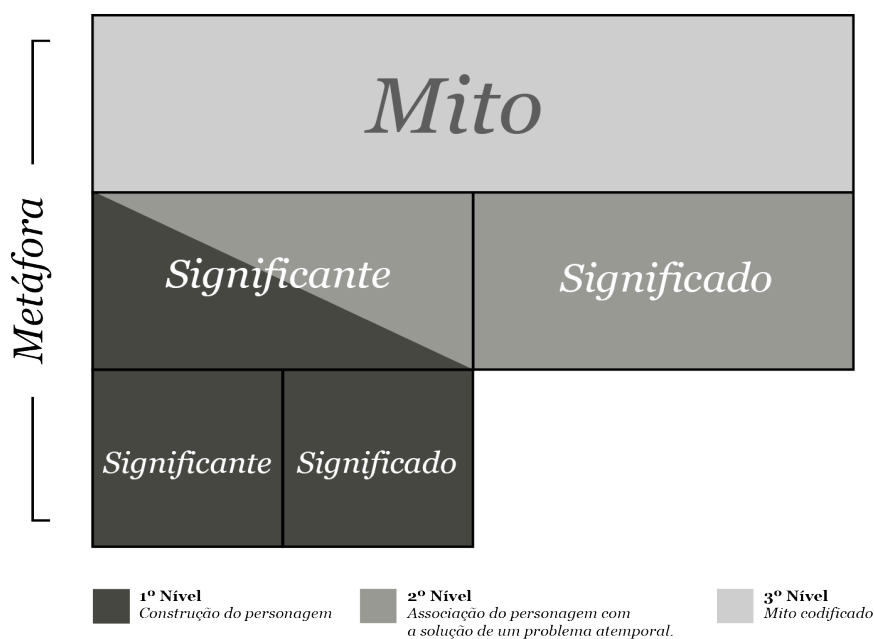 Mito
Metáfora
Significante
Significado
Significante
Significado
1º Nível
Construção do personagem
2º Nível
Associação do personagem com
a solução de um problema atemporal.
3º Nível
Mito codificado